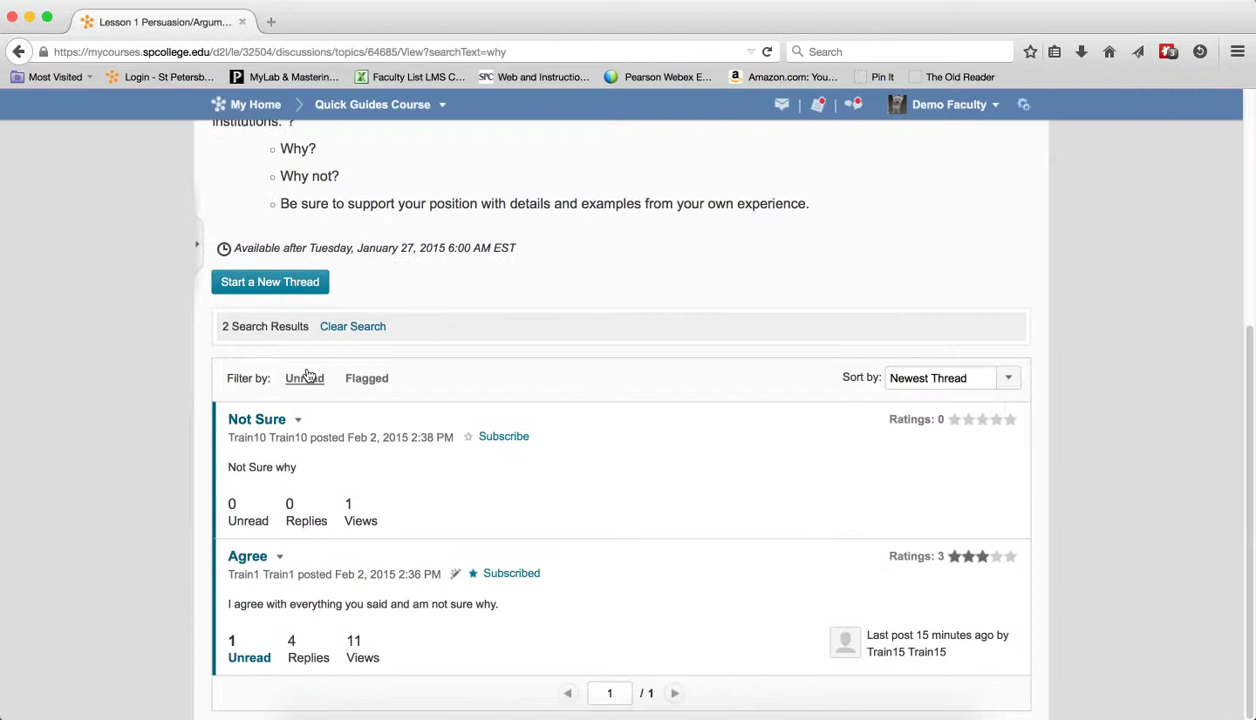 Lesson 1 Persuasion/Argum...
https://mycourses.spcollege.edu/d2l/le/32504/discussions/topics/64685/View?searchText=why
Search
Most Visited
Login - St Petersb...
MyLab & Mastering...
Faculty List LMS C...
Web and Instructio...
Pearson Webex E...
Amazon.com: You...
Pin It
The Old Reader
My Home
Quick Guides Course
Demo Faculty
institutions. ?
Why?
Why not?
Be sure to support your position with details and examples from your own experience.
Available after Tuesday, January 27, 2015 6:00 AM EST
Start a New Thread
2 Search Results Clear Search
Filter by: Unread Flagged
Sort by: Newest Thread
Not Sure
Ratings: 0
Train10 Train10 posted Feb 2, 2015 2:38 PM Subscribe
Not Sure why
0 0 1
Unread Replies Views
Agree
Ratings: 3
Train1 Train1 posted Feb 2, 2015 2:36 PM Subscribed
I agree with everything you said and am not sure why.
1 4 11
Unread Replies Views
Last post 15 minutes ago by
Train15 Train15
1 / 1